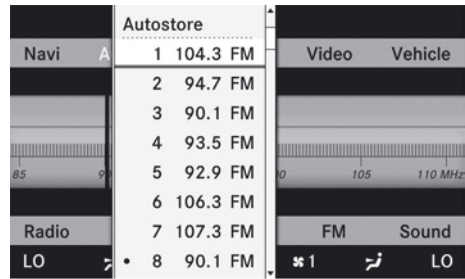 Autostore
Navi A 1 104.3 FM Video Vehicle
2 94.7 FM
3 90.1 FM
4 93.5 FM
85 9 0 105 110 MHz
5 92.9 FM
6 106.3 FM
Radio 7 107.3 FM FM Sound
LO • 8 90.1 FM 1 LO